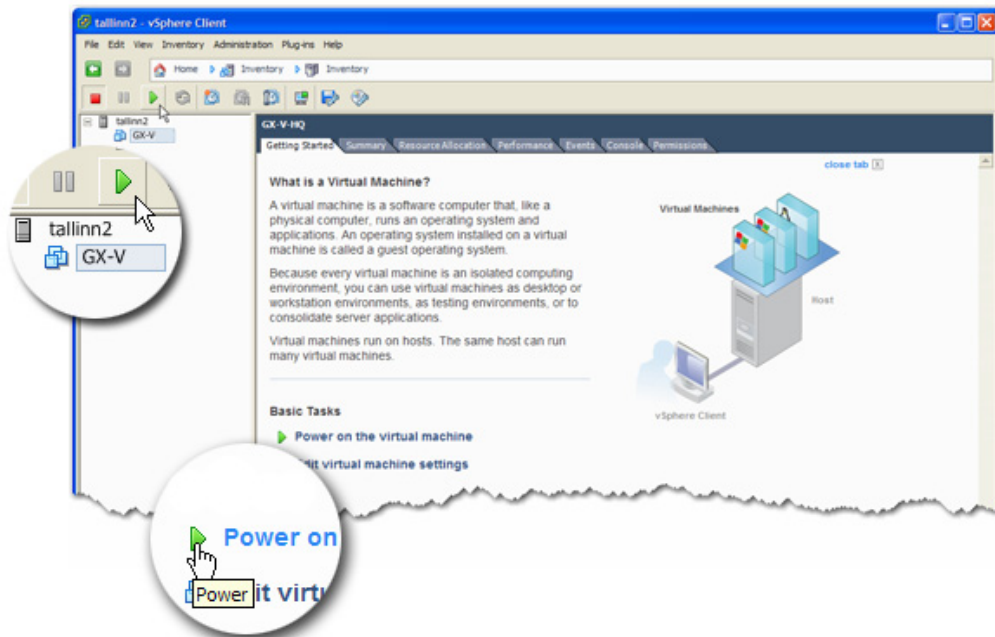 tallinn2 - vSphere Client
File Edit View Inventory Administration Plug-ins Help
Home Inventory Inventory
tallinn2
GX-V
GX-V-HQ
Getting Started Summary Resource Allocation Performance Events Console Permissions
close tab
What is a Virtual Machine?
A virtual machine is a software computer that, like a
physical computer, runs an operating system and
applications. An operating system installed on a virtual
machine is called a guest operating system.
Because every virtual machine is an isolated computing
environment, you can use virtual machines as desktop or
workstation environments, as testing environments, or to
consolidate server applications.
Virtual machines run on hosts. The same host can run
many virtual machines.
Virtual Machines
Host
vSphere Client
Basic Tasks
Power on the virtual machine
dit virtual machine settings
tallinn2
GX-V
Power on
Power it virtu